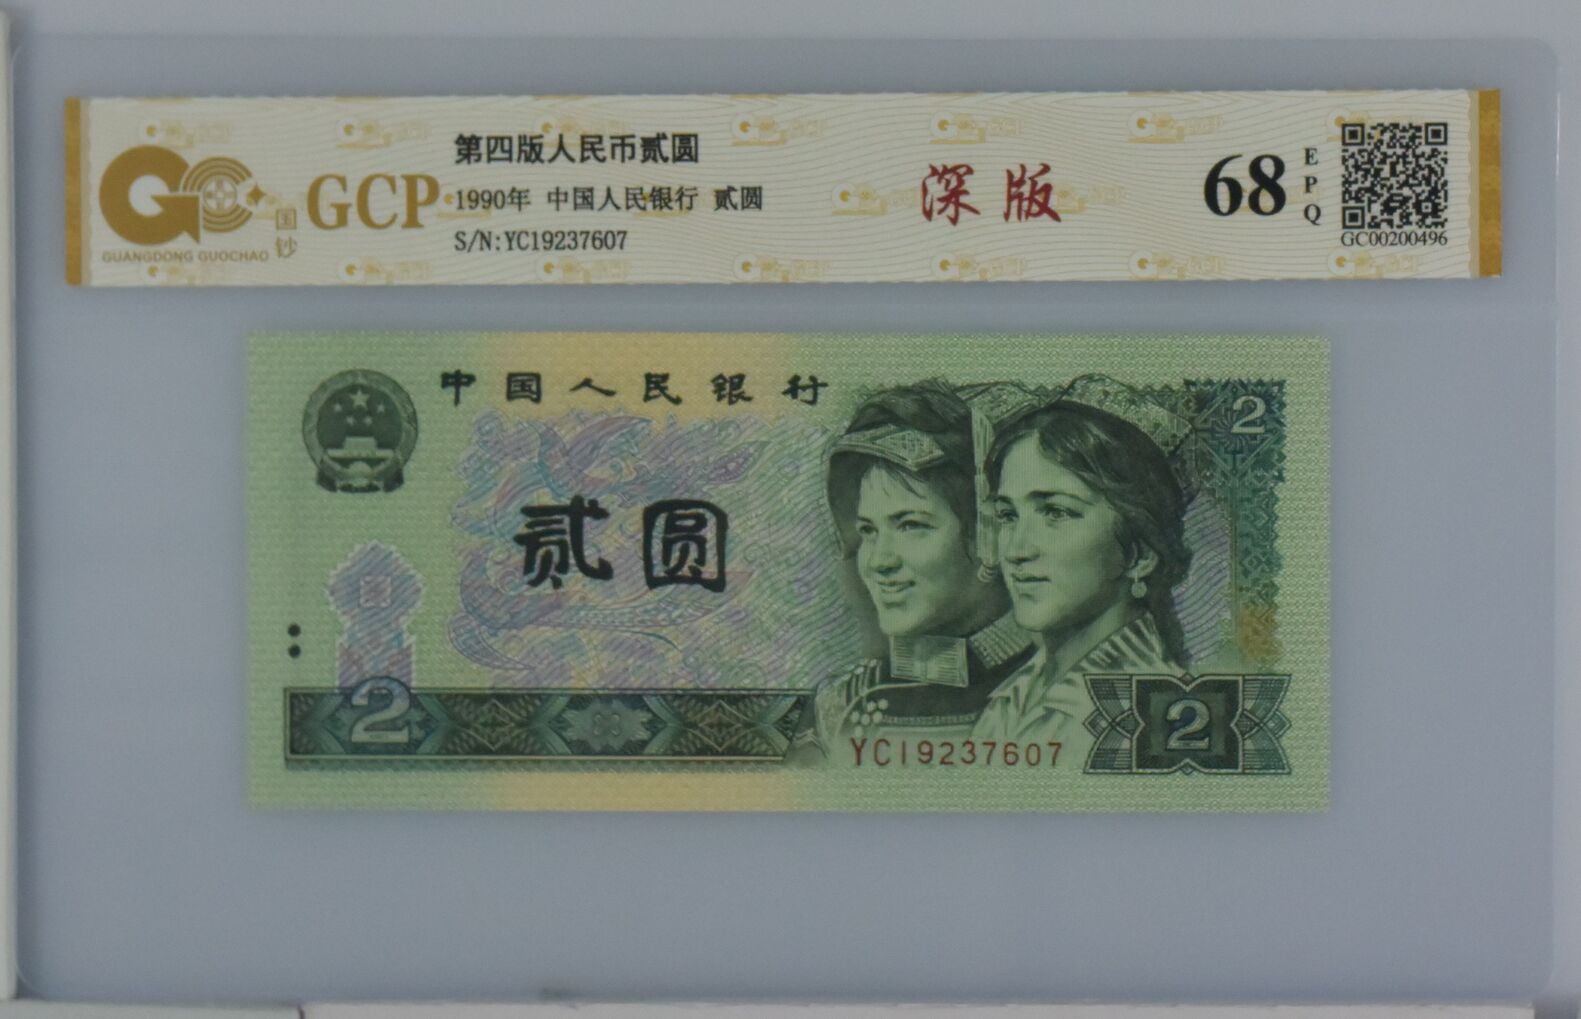 第四版人民币贰圆
GCP
1990年 中国人民银行 贰圆
S/N:YC19237607
深版
68
EPQ
GC00200496
国钞
GUANGDONG GUOCHAO
中国人民银行
2
贰圆
2
YC19237607
2